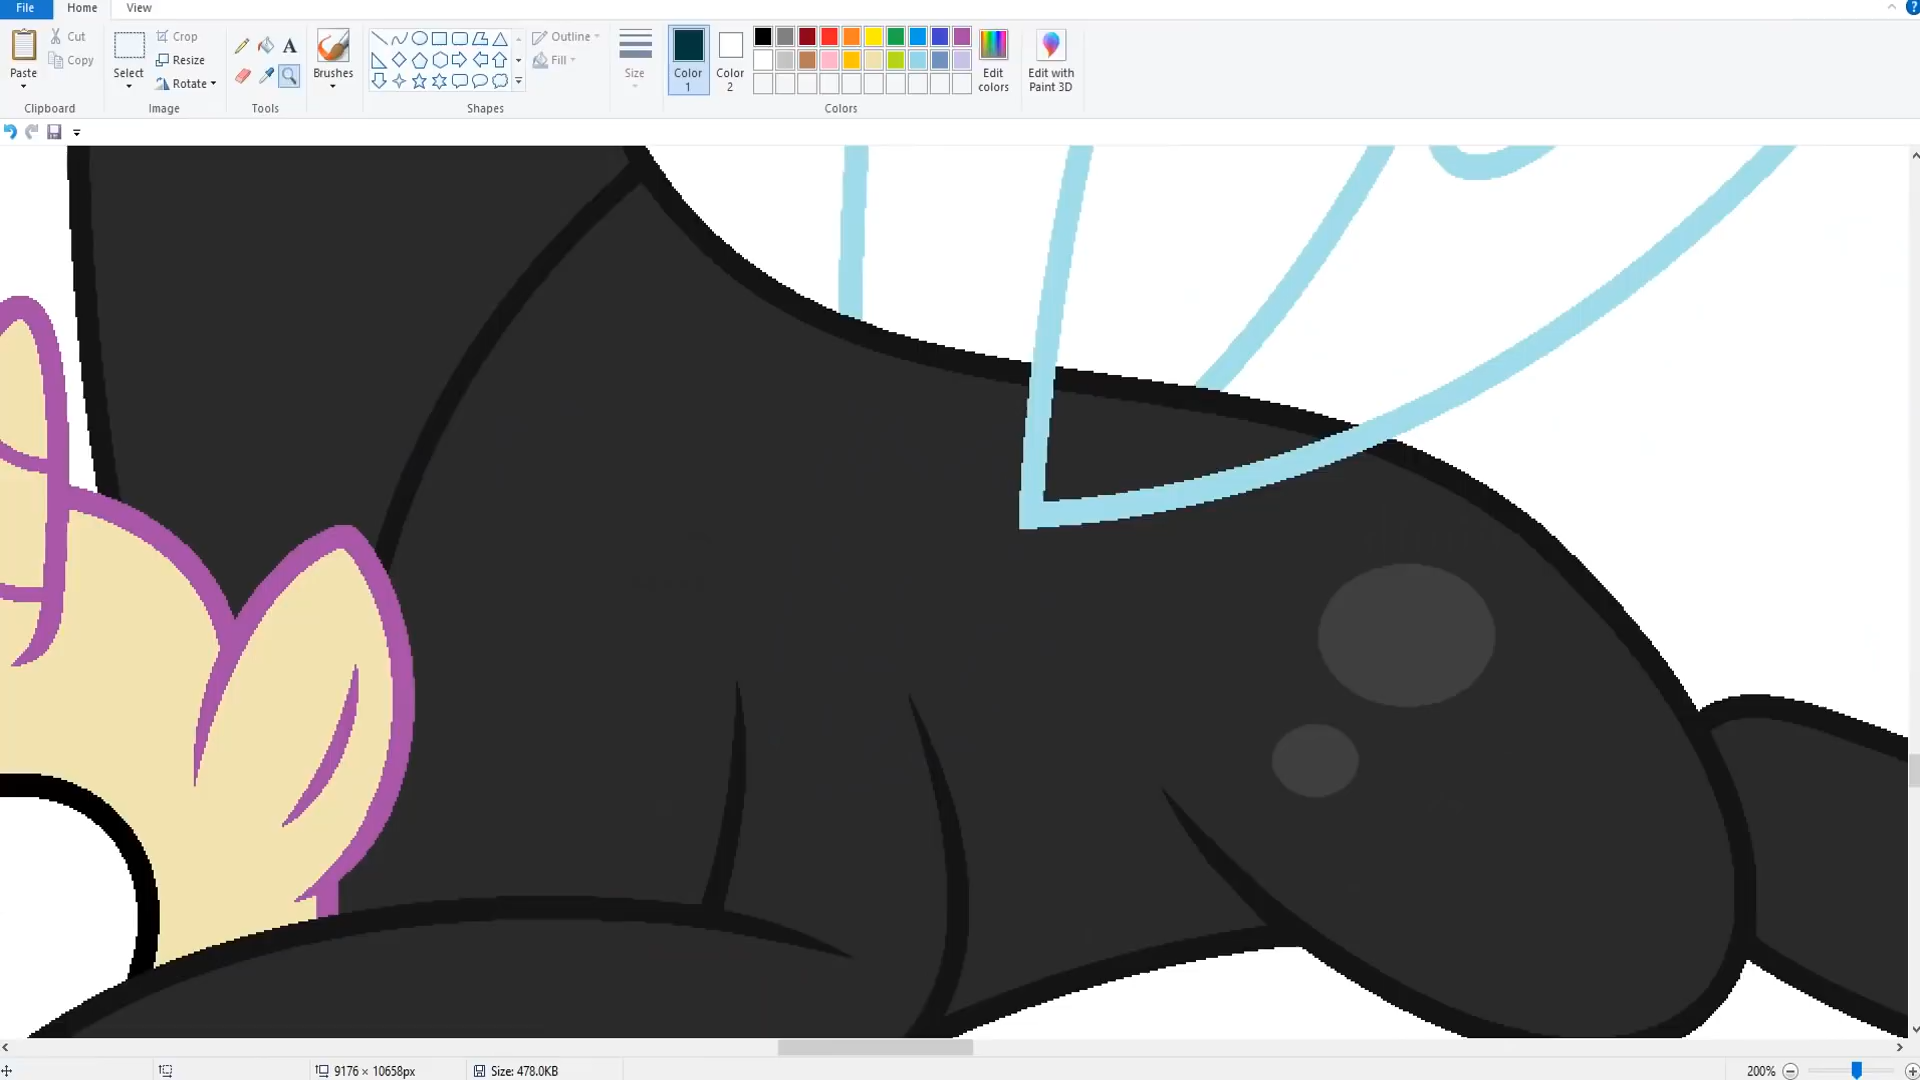 File Home View
Paste Cut Copy
Clipboard
Select Crop Resize Rotate
Image
A
Tools
Brushes
Outline Fill
Shapes
Size
Color 1
Color 2
Edit colors
Colors
Edit with Paint 3D
?
9176 × 10658px Size: 478.0KB 200%